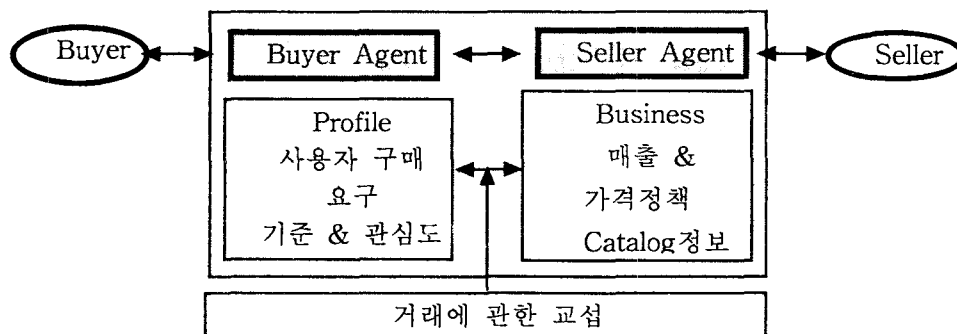 Buyer
Buyer Agent
Seller Agent
Seller
Profile
사용자 구매
요구
기준 & 관심도
Business
매출 &
가격정책
Catalog정보
거래에 관한 교섭